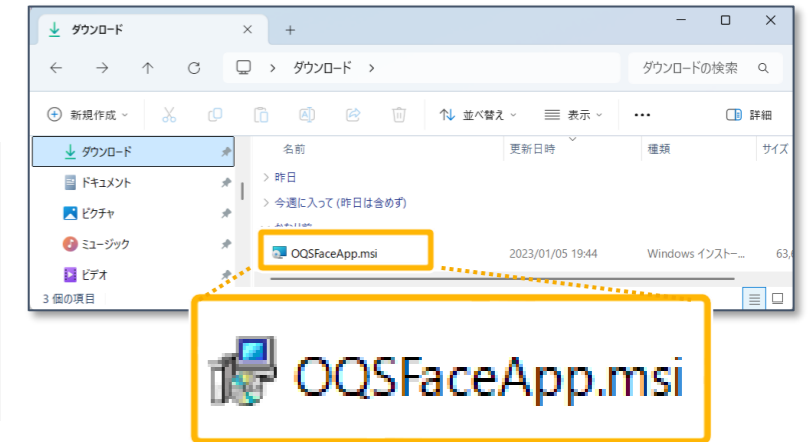 ダウンロード
ダウンロード
ダウンロードの検索
新規作成
並べ替え
表示
詳細
ダウンロード
ドキュメント
ピクチャ
ミュージック
ビデオ
3 個の項目
名前 更新日時 種類 サイズ
昨日
今週に入って (昨日は含めず)
OQSFaceApp.msi 2023/01/05 19:44 Windows インストー...
OQSFaceApp.msi